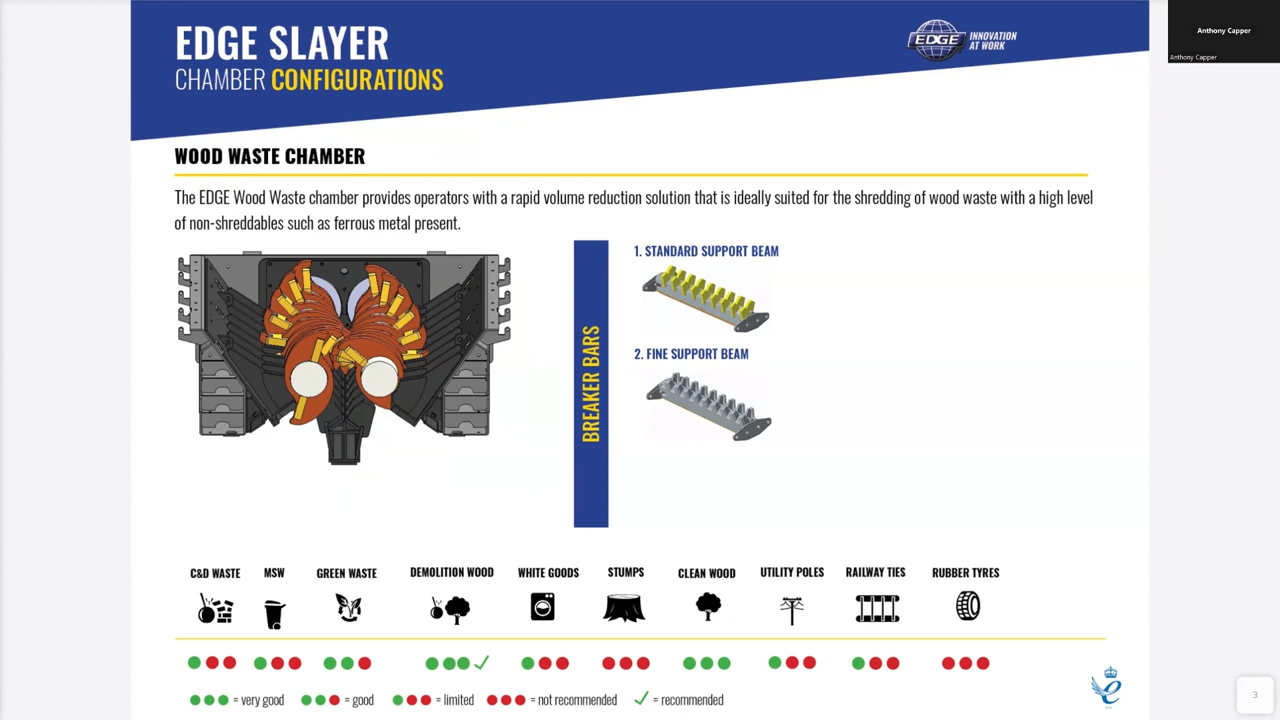 EDGE SLAYER
CHAMBER CONFIGURATIONS
EDGE INNOVATION
AT WORK
Anthony Capper
Anthony Capper
WOOD WASTE CHAMBER
The EDGE Wood Waste chamber provides operators with a rapid volume reduction solution that is ideally suited for the shredding of wood waste with a high level
of non-shreddables such as ferrous metal present.
BREAKER BARS
1. STANDARD SUPPORT BEAM
2. FINE SUPPORT BEAM
C&D WASTE MSW GREEN WASTE DEMOLITION WOOD WHITE GOODS STUMPS CLEAN WOOD UTILITY POLES RAILWAY TIES RUBBER TYRES
= very good = good = limited = not recommended = recommended
3